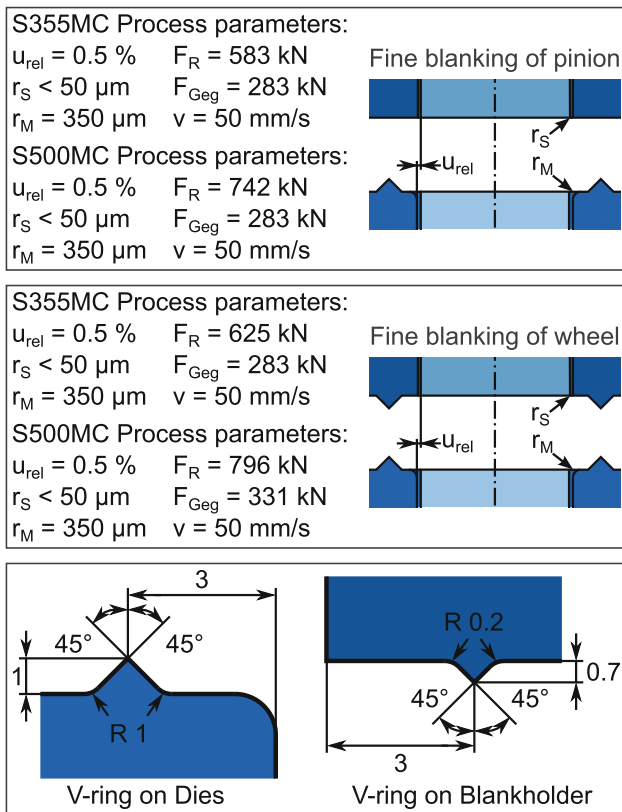 S355MC Process parameters:
u_rel = 0.5 % F_R = 583 kN
r_S < 50 µm F_Geg = 283 kN
r_M = 350 µm v = 50 mm/s
S500MC Process parameters:
u_rel = 0.5 % F_R = 742 kN
r_S < 50 µm F_Geg = 283 kN
r_M = 350 µm v = 50 mm/s
Fine blanking of pinion
r_S
u_rel
r_M
S355MC Process parameters:
u_rel = 0.5 % F_R = 625 kN
r_S < 50 µm F_Geg = 283 kN
r_M = 350 µm v = 50 mm/s
S500MC Process parameters:
u_rel = 0.5 % F_R = 796 kN
r_S < 50 µm F_Geg = 331 kN
r_M = 350 µm v = 50 mm/s
Fine blanking of wheel
r_S
u_rel
r_M
3
45° 45°
1
R 1
V-ring on Dies
R 0.2
0.7
45° 45°
3
V-ring on Blankholder